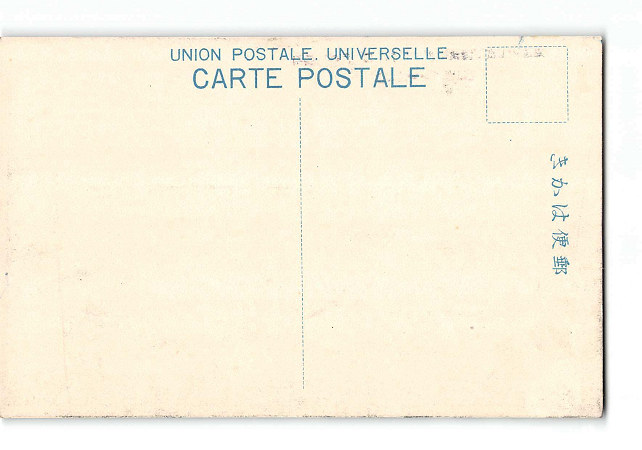 UNION POSTALE. UNIVERSELLE.
CARTE POSTALE
きかは便郵